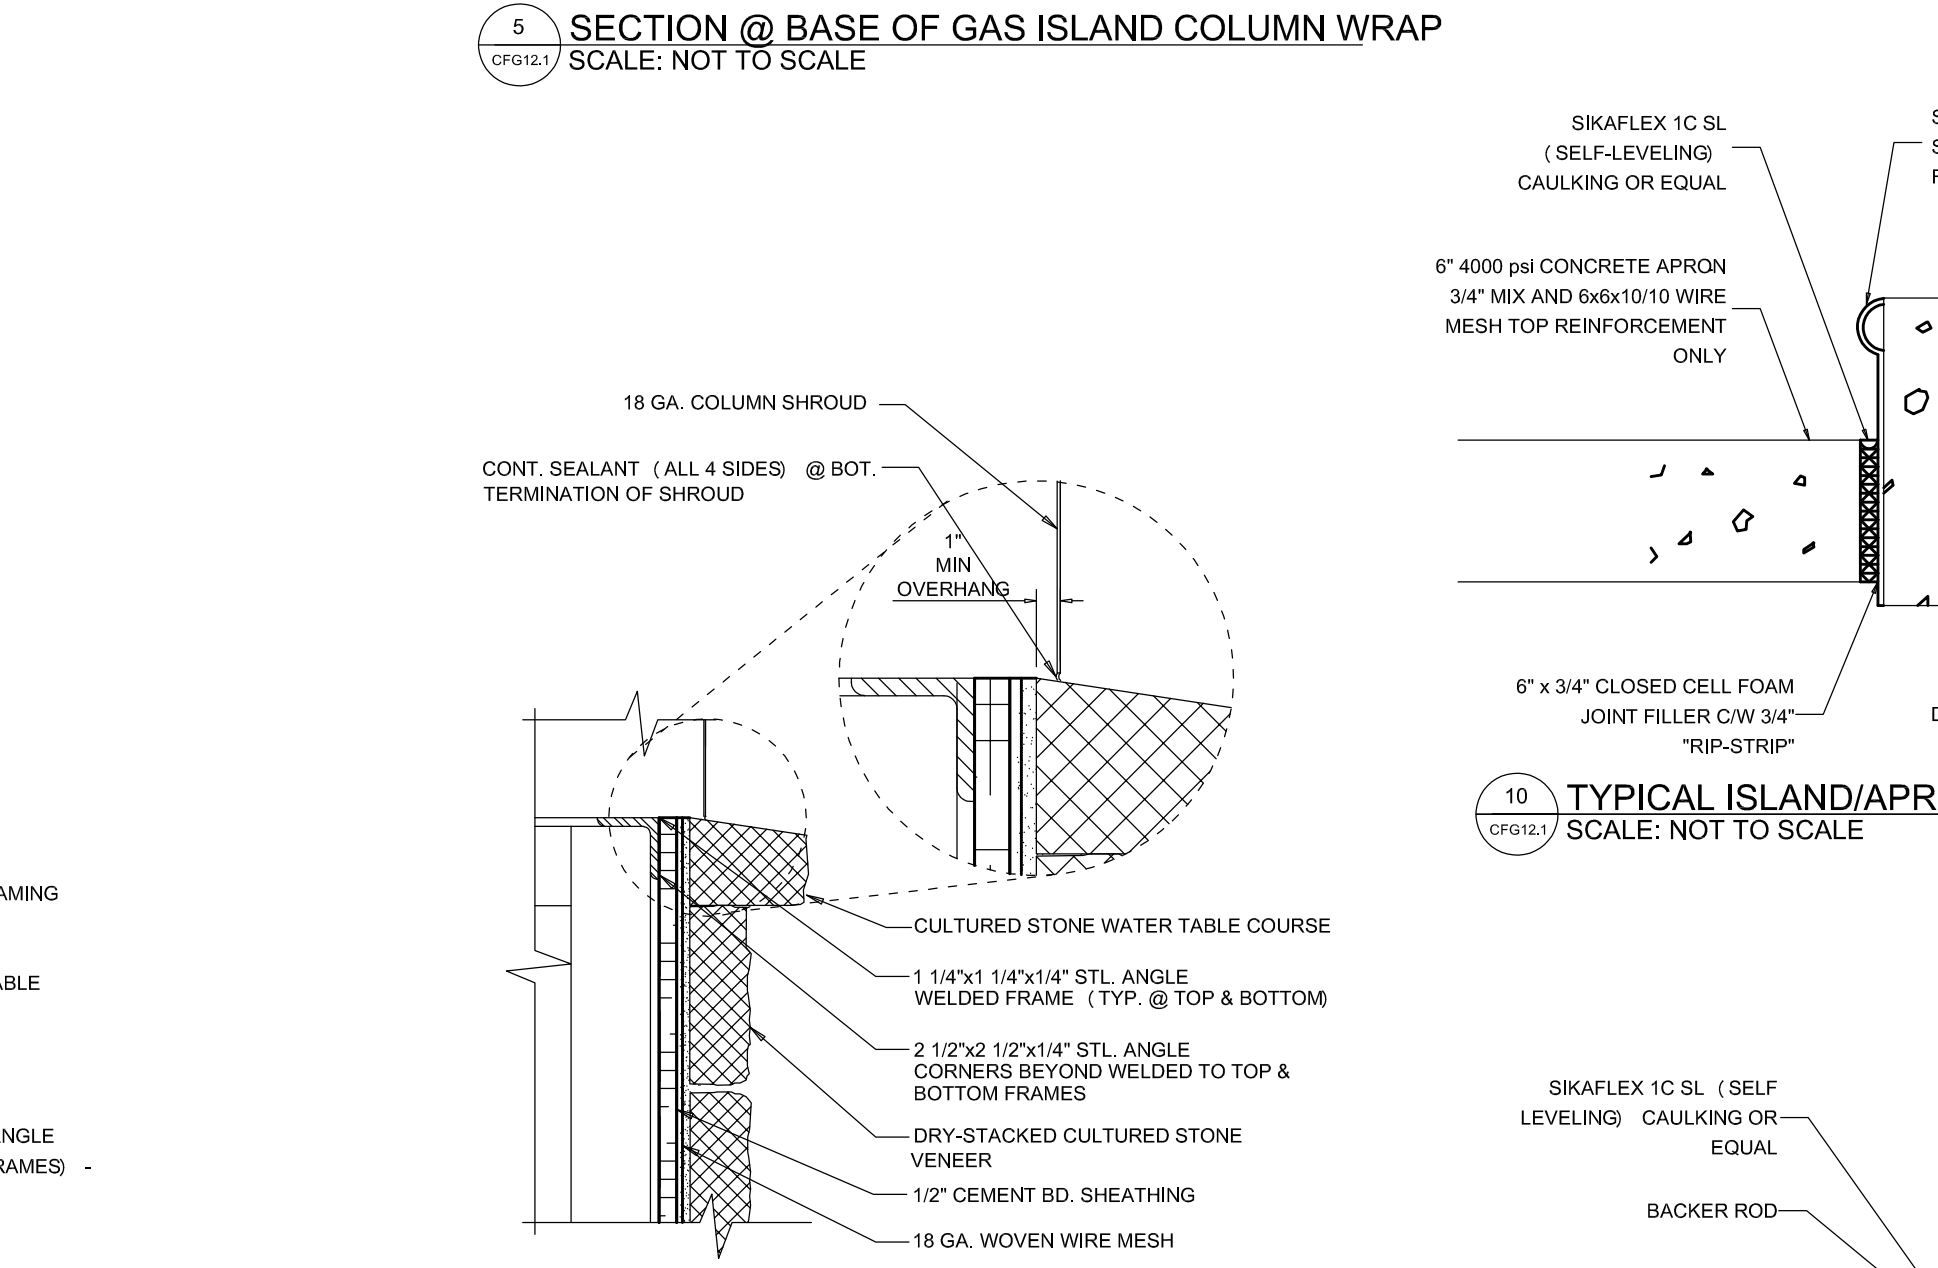 5
CFG12.1
SECTION @ BASE OF GAS ISLAND COLUMN WRAP
SCALE: NOT TO SCALE
SIKAFLEX 1C SL
(SELF-LEVELING)
CAULKING OR EQUAL
6" 4000 psi CONCRETE APRON
3/4" MIX AND 6x6x10/10 WIRE
MESH TOP REINFORCEMENT
ONLY
18 GA. COLUMN SHROUD
CONT. SEALANT (ALL 4 SIDES) @ BOT.
TERMINATION OF SHROUD
1"
MIN
OVERHANG
6" x 3/4" CLOSED CELL FOAM
JOINT FILLER C/W 3/4"
"RIP-STRIP"
10
CFG12.1
TYPICAL ISLAND/APR
SCALE: NOT TO SCALE
AMING
ABLE
NGLE
RAMES) -
CULTURED STONE WATER TABLE COURSE
1 1/4"x1 1/4"x1/4" STL. ANGLE
WELDED FRAME (TYP. @ TOP & BOTTOM)
2 1/2"x2 1/2"x1/4" STL. ANGLE
CORNERS BEYOND WELDED TO TOP &
BOTTOM FRAMES
DRY-STACKED CULTURED STONE
VENEER
1/2" CEMENT BD. SHEATHING
18 GA. WOVEN WIRE MESH
SIKAFLEX 1C SL (SELF
LEVELING) CAULKING OR
EQUAL
BACKER ROD